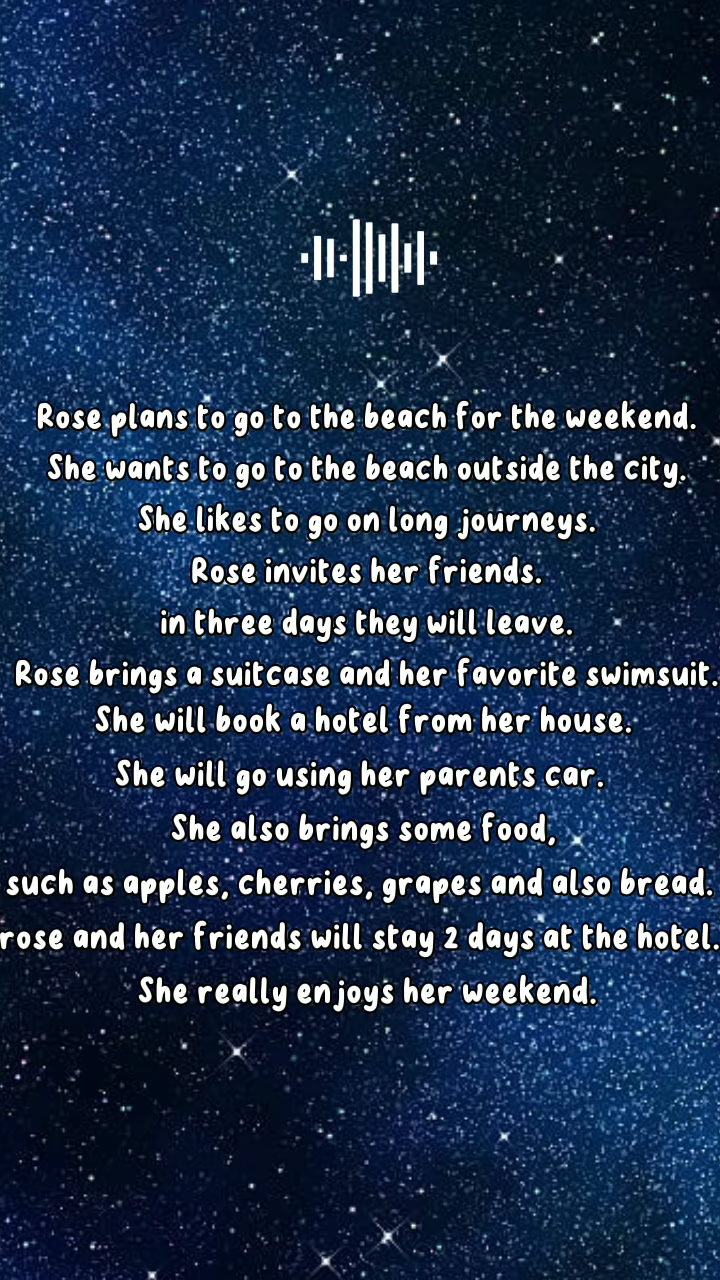 Rose plans to go to the beach for the weekend.
She wants to go to the beach outside the city.
She likes to go on long journeys.
Rose invites her friends.
in three days they will leave.
Rose brings a suitcase and her favorite swimsuit.
She will book a hotel from her house.
She will go using her parents car.
She also brings some food,
such as apples, cherries, grapes and also bread.
rose and her friends will stay 2 days at the hotel.
She really enjoys her weekend.